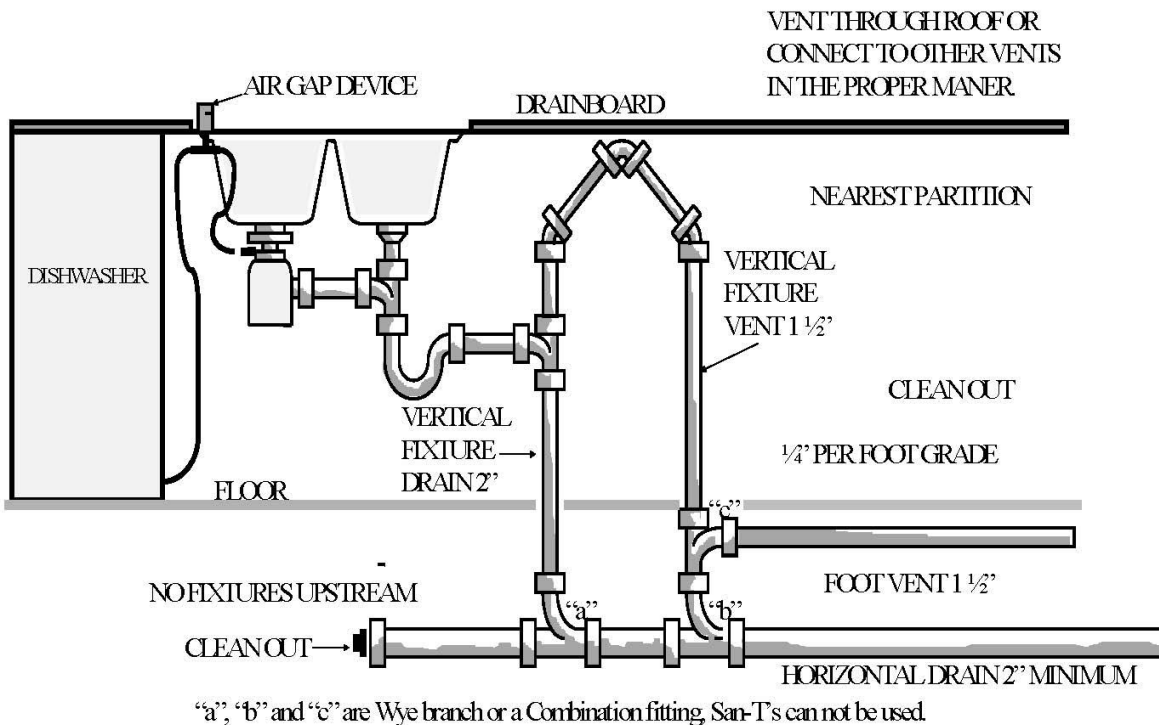 VENT THROUGH ROOF OR
CONNECT TO OTHER VENTS
IN THE PROPER MANER.
AIR GAP DEVICE
DRAINBOARD
NEAREST PARTITION
DISHWASHER
VERTICAL
FIXTURE
VENT 1 ½”
CLEAN OUT
VERTICAL
FIXTURE
DRAIN 2”
¼” PER FOOT GRADE
FLOOR
“c”
FOOT VENT 1 ½”
NO FIXTURES UPSTREAM
“a”
“b”
CLEAN OUT
HORIZONTAL DRAIN 2” MINIMUM
“a”, “b” and “c” are Wye branch or a Combination fitting, San-T's can not be used.